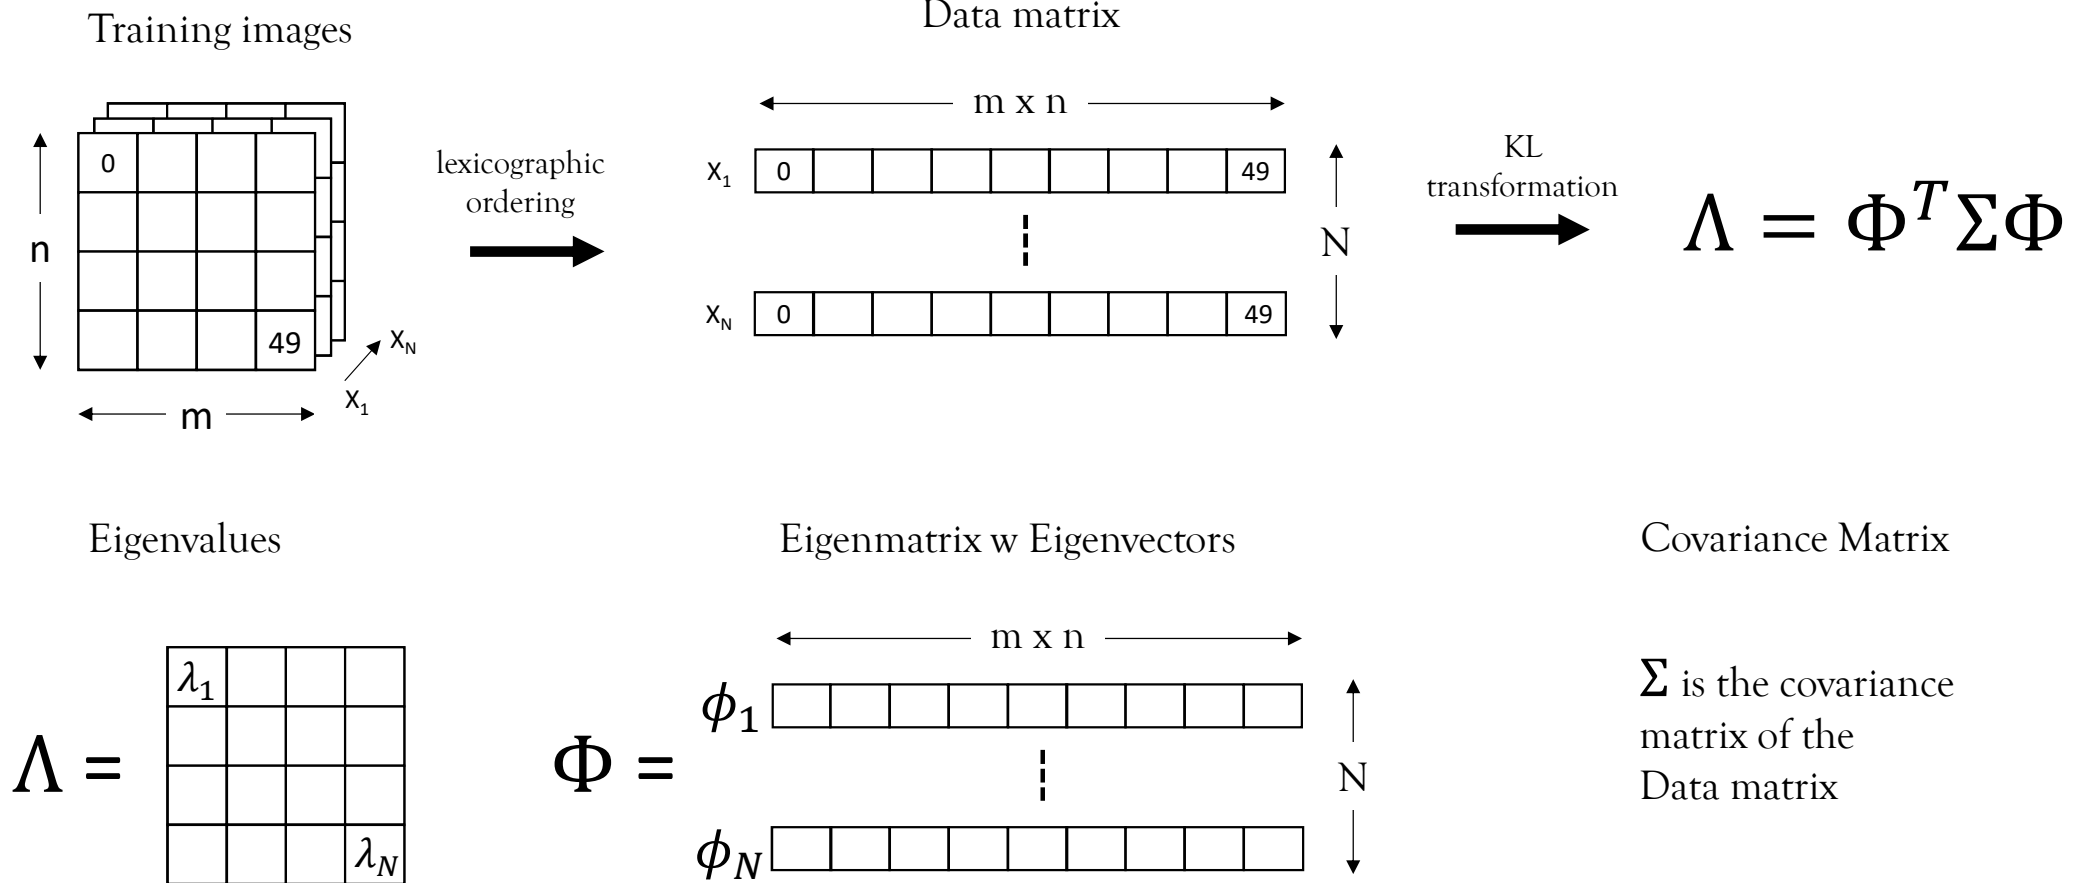 Training images
Data matrix
0
49
n
m
X₁
X_N
lexicographic
ordering
m x n
X₁ 0 49
X_N 0 49
N
KL
transformation
Λ = Φᵀ Σ Φ
Eigenvalues
Eigenmatrix w Eigenvectors
Covariance Matrix
Λ =
λ₁
λ_N
Φ =
m x n
ϕ₁
ϕ_N
N
Σ is the covariance
matrix of the
Data matrix